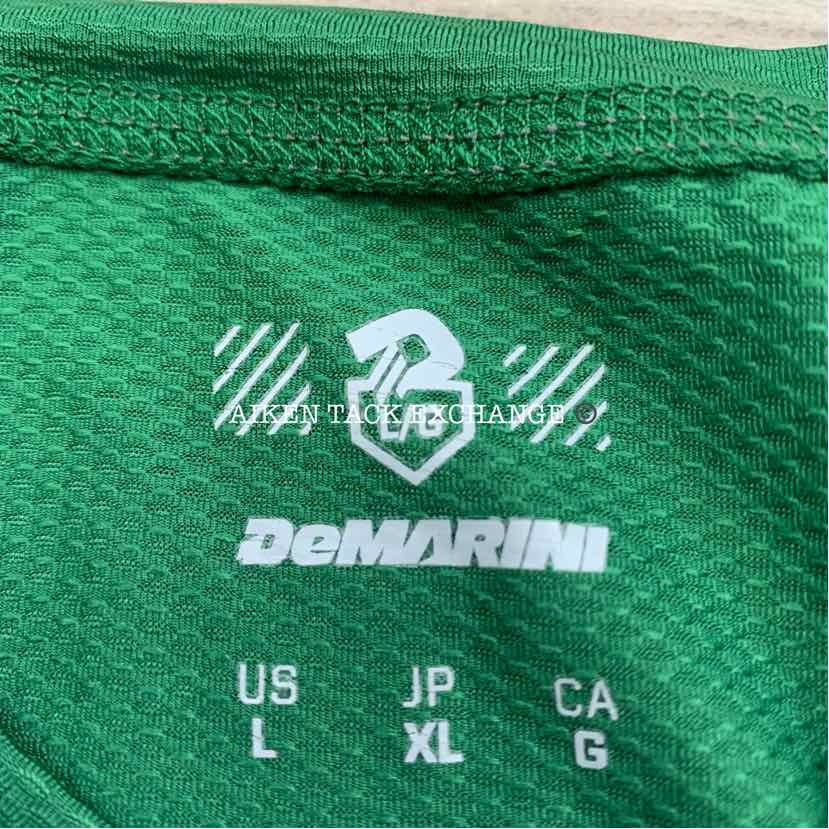 L/G
AIKEN TACK EXCHANGE ©
DeMARINI
US JP CA
L XL G